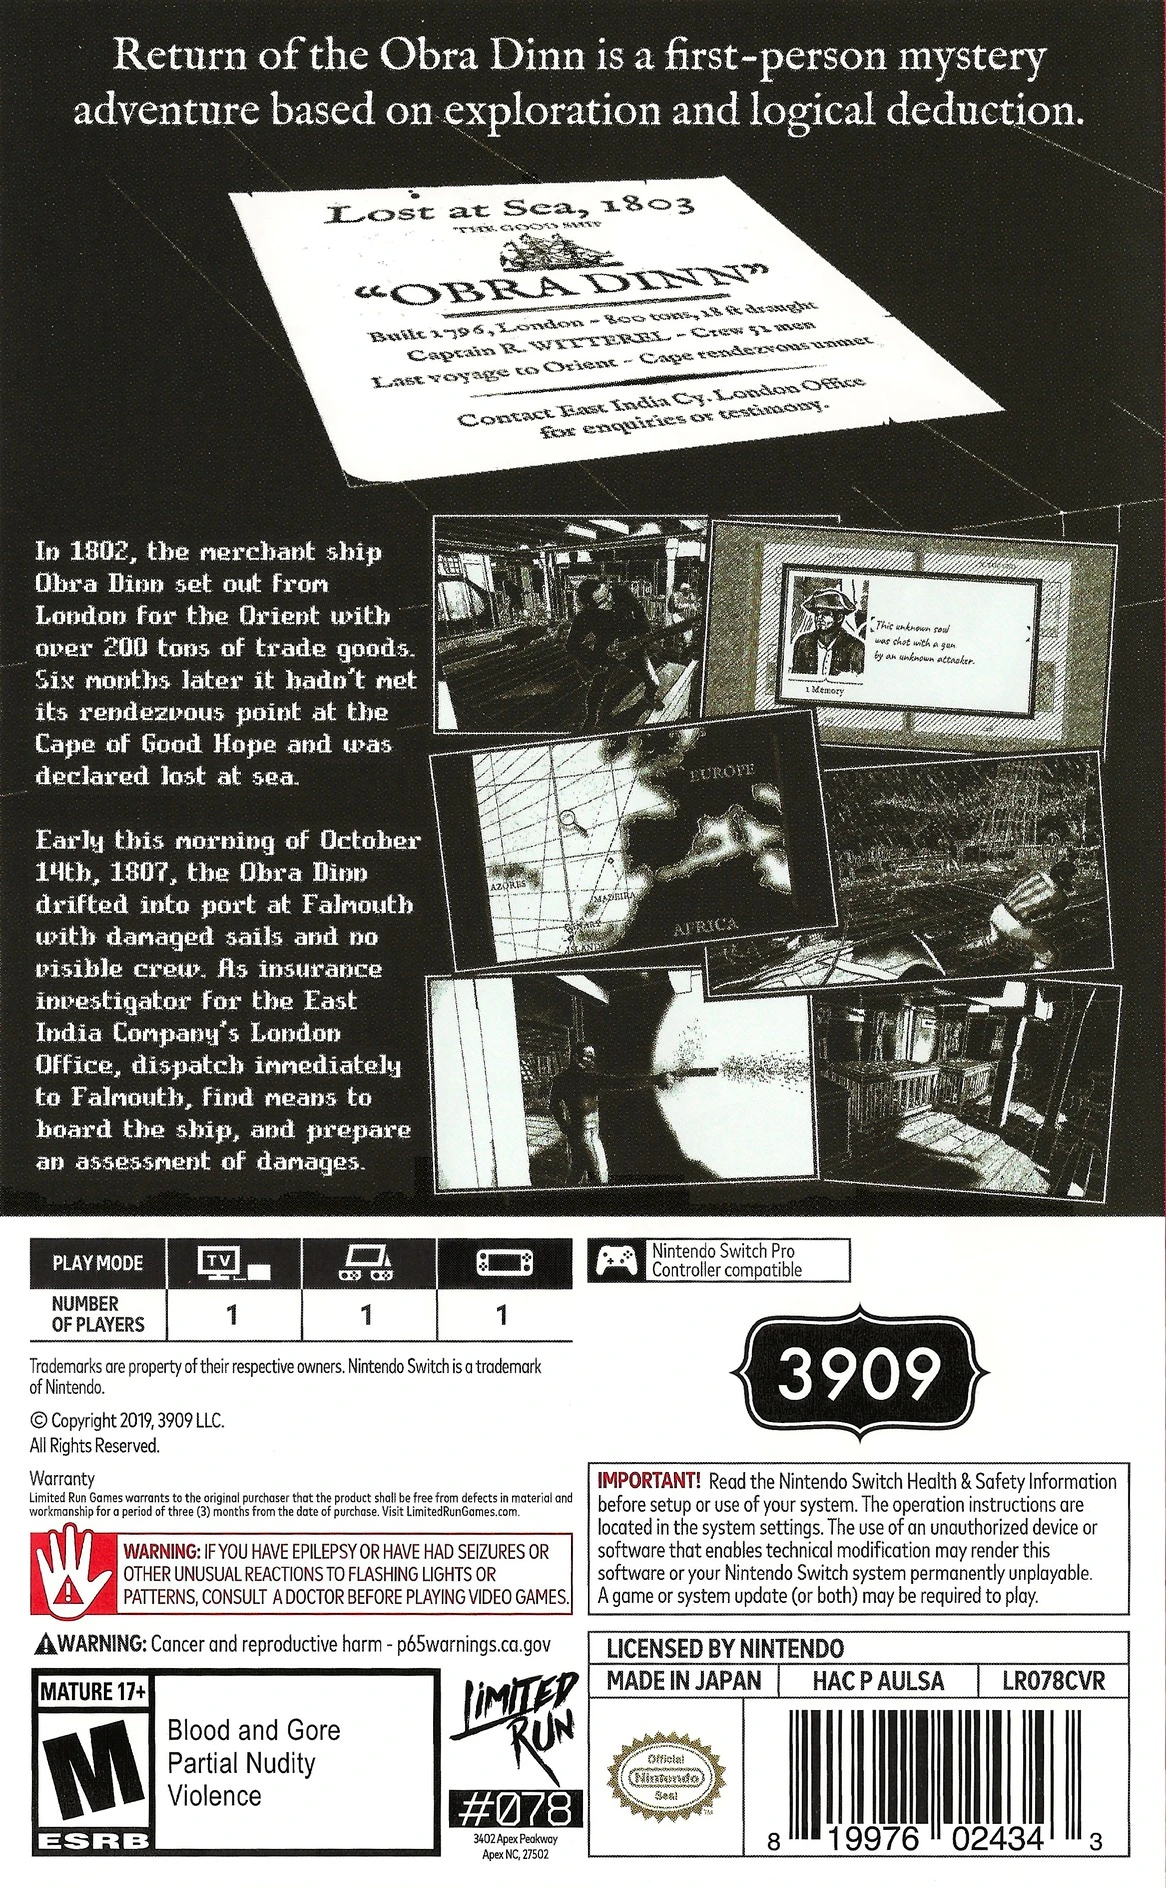 Return of the Obra Dinn is a first-person mystery
adventure based on exploration and logical deduction.
Lost at Sea, 1803
THE GOOD SHIP
“OBRA DINN”
Built 1796, London – 800 tons, 18 ft draught
Captain R. WITTEREL – Crew 51 men
Last voyage to Orient – Cape rendezvous unmet
Contact East India Cy. London Office
for enquiries or testimony.
In 1802, the merchant ship
Obra Dinn set out from
London for the Orient with
over 200 tons of trade goods.
Six months later it hadn't met
its rendezvous point at the
Cape of Good Hope and was
declared lost at sea.
Early this morning of October
14th, 1807, the Obra Dinn
drifted into port at Falmouth
with damaged sails and no
visible crew. As insurance
investigator for the East
India Company's London
Office, dispatch immediately
to Falmouth, find means to
board the ship, and prepare
an assessment of damages.
This unknown soul
was shot with a gun
by an unknown attacker.
1 Memory
EUROPE
AZORES
MADEIRA
CANARY
ISLANDS
AFRICA
PLAY MODE
TV
NUMBER
OF PLAYERS
1
1
1
Nintendo Switch Pro
Controller compatible
3909
Trademarks are property of their respective owners. Nintendo Switch is a trademark
of Nintendo.
© Copyright 2019, 3909 LLC.
All Rights Reserved.
Warranty
Limited Run Games warrants to the original purchaser that the product shall be free from defects in material and
workmanship for a period of three (3) months from the date of purchase. Visit LimitedRunGames.com.
WARNING: IF YOU HAVE EPILEPSY OR HAVE HAD SEIZURES OR
OTHER UNUSUAL REACTIONS TO FLASHING LIGHTS OR
PATTERNS, CONSULT A DOCTOR BEFORE PLAYING VIDEO GAMES.
WARNING: Cancer and reproductive harm - p65warnings.ca.gov
IMPORTANT! Read the Nintendo Switch Health & Safety Information
before setup or use of your system. The operation instructions are
located in the system settings. The use of an unauthorized device or
software that enables technical modification may render this
software or your Nintendo Switch system permanently unplayable.
A game or system update (or both) may be required to play.
MATURE 17+
M
ESRB
Blood and Gore
Partial Nudity
Violence
LIMITED
RUN
#078
3402 Apex Peakway
Apex NC, 27502
LICENSED BY NINTENDO
MADE IN JAPAN
HAC P AULSA
LR078CVR
Official
Nintendo
Seal
TM
8 19976 02434 3